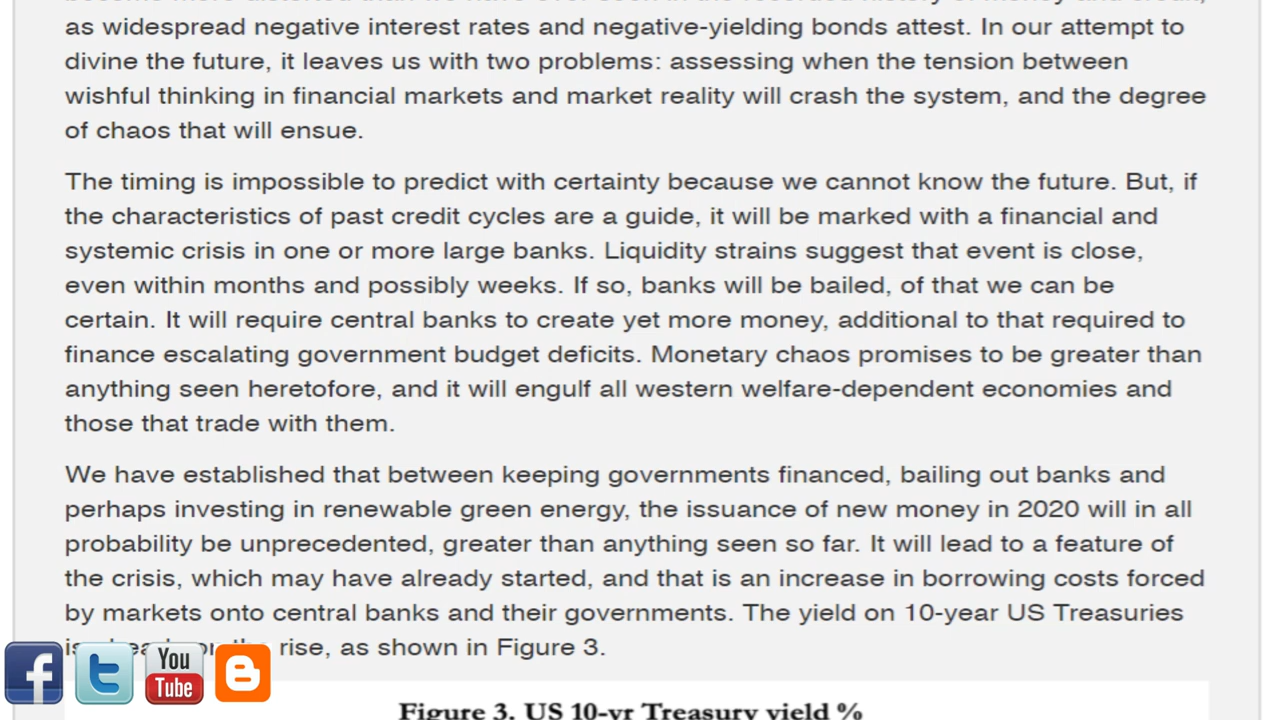 as widespread negative interest rates and negative-yielding bonds attest. In our attempt to
divine the future, it leaves us with two problems: assessing when the tension between
wishful thinking in financial markets and market reality will crash the system, and the degree
of chaos that will ensue.
The timing is impossible to predict with certainty because we cannot know the future. But, if
the characteristics of past credit cycles are a guide, it will be marked with a financial and
systemic crisis in one or more large banks. Liquidity strains suggest that event is close,
even within months and possibly weeks. If so, banks will be bailed, of that we can be
certain. It will require central banks to create yet more money, additional to that required to
finance escalating government budget deficits. Monetary chaos promises to be greater than
anything seen heretofore, and it will engulf all western welfare-dependent economies and
those that trade with them.
We have established that between keeping governments financed, bailing out banks and
perhaps investing in renewable green energy, the issuance of new money in 2020 will in all
probability be unprecedented, greater than anything seen so far. It will lead to a feature of
the crisis, which may have already started, and that is an increase in borrowing costs forced
by markets onto central banks and their governments. The yield on 10-year US Treasuries
rise, as shown in Figure 3.
You
Tube
Figure 3. US 10-yr Treasury yield %